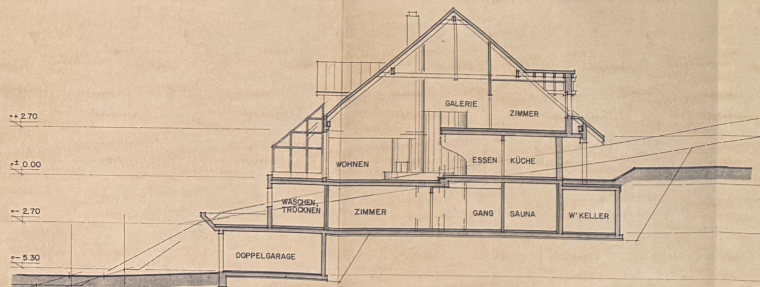 GALERIE
ZIMMER
=+ 2.70
WOHNEN
ESSEN
KÜCHE
=± 0.00
WASCHEN,
TROCKNEN
ZIMMER
GANG
SAUNA
W'KELLER
=- 2.70
DOPPELGARAGE
=- 5.30